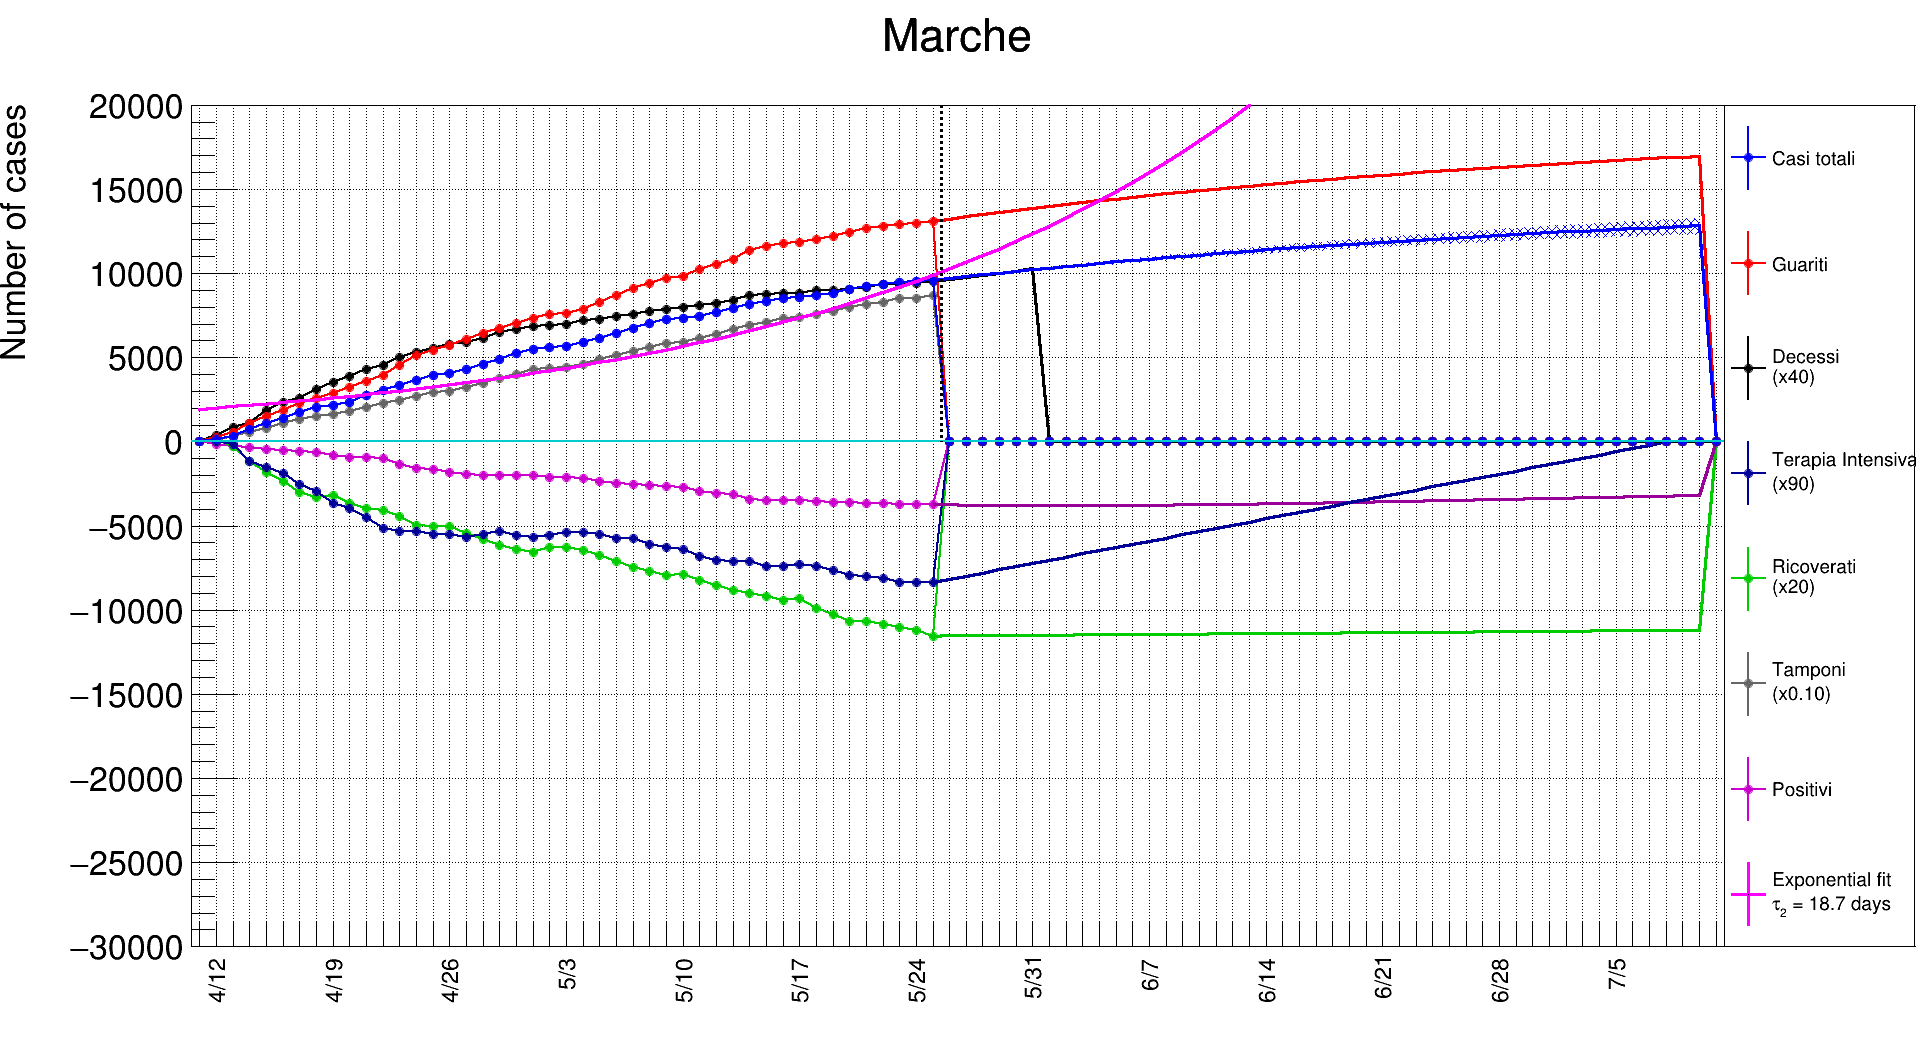 Marche
Number of cases
20000
15000
10000
5000
0
−5000
−10000
−15000
−20000
−25000
−30000
4/12
4/19
4/26
5/3
5/10
5/17
5/24
5/31
6/7
6/14
6/21
6/28
7/5
Casi totali
Guariti
Decessi
(x40)
Terapia Intensiva
(x90)
Ricoverati
(x20)
Tamponi
(x0.10)
Positivi
Exponential fit
τ2 = 18.7 days